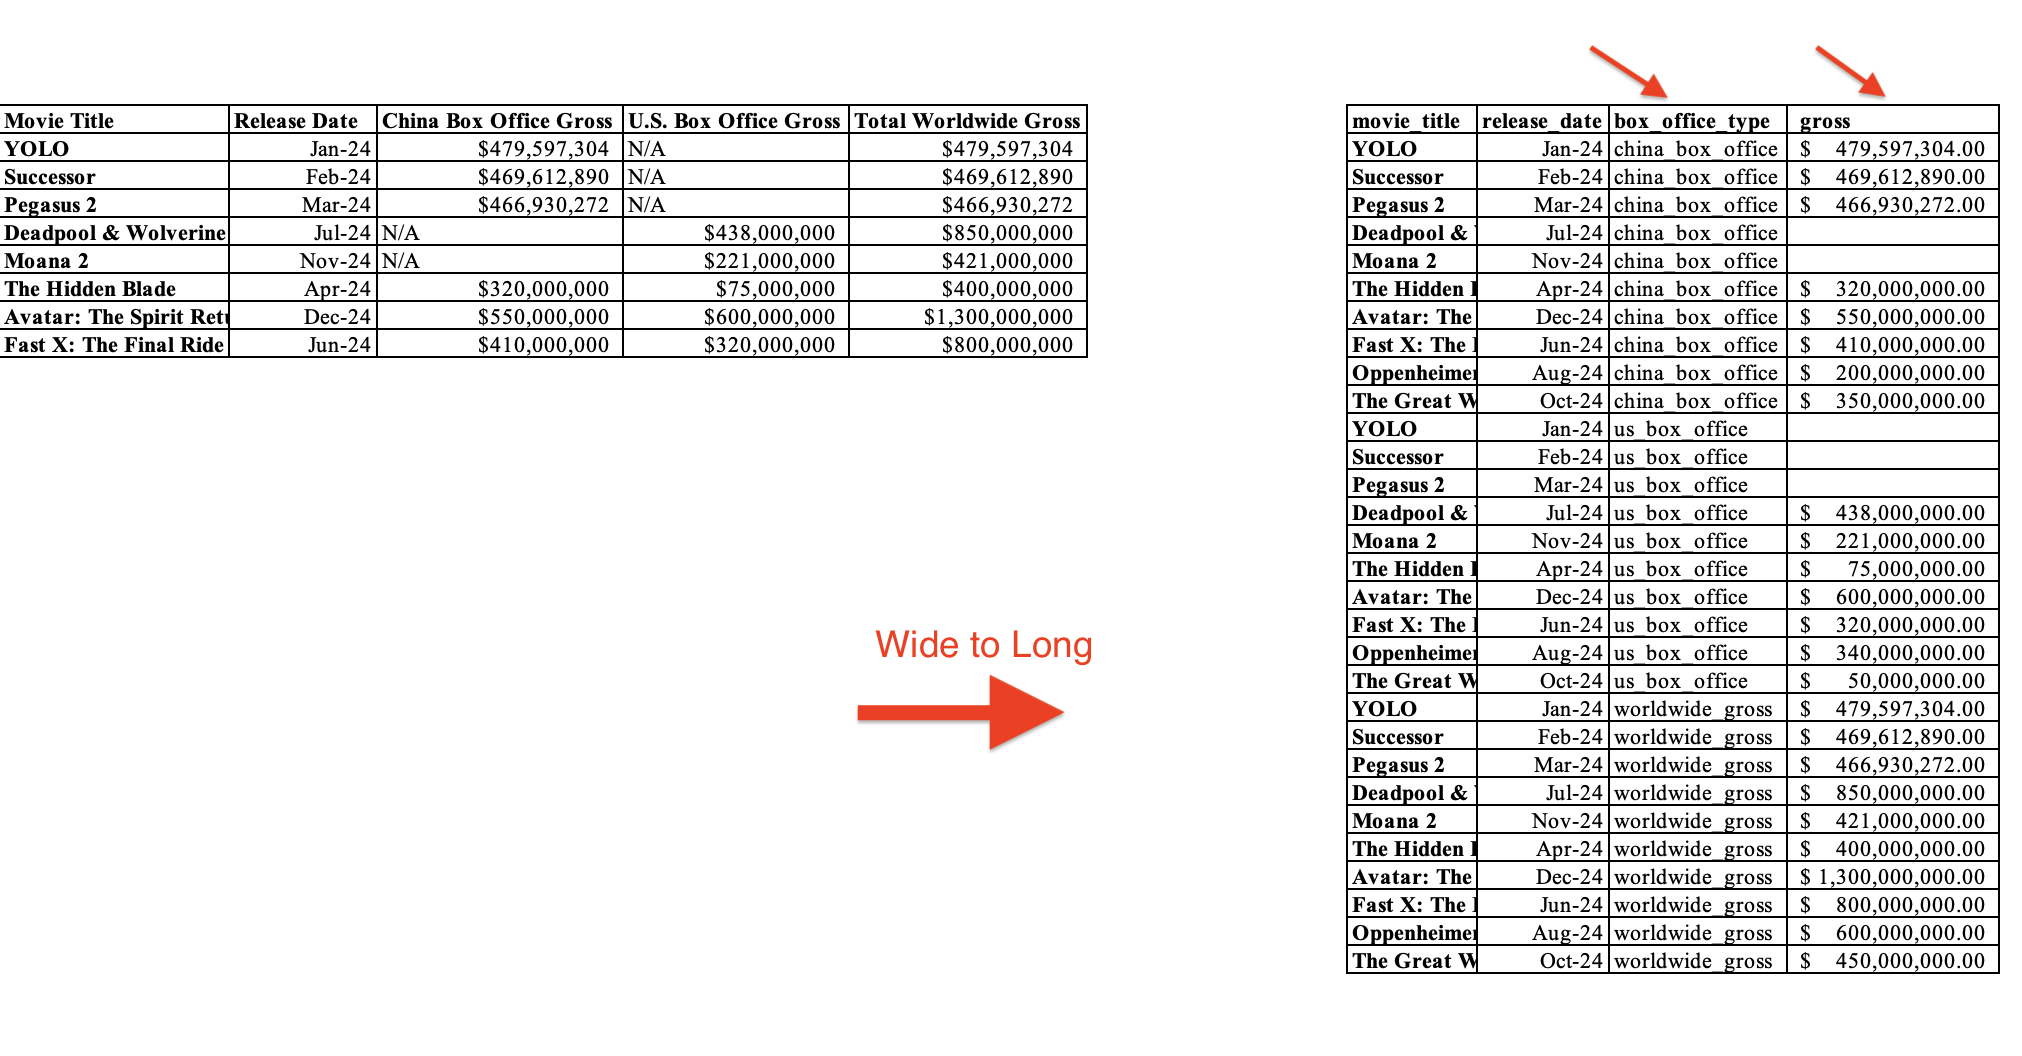 Movie Title Release Date China Box Office Gross U.S. Box Office Gross Total Worldwide Gross
YOLO Jan-24 $479,597,304 N/A $479,597,304
Successor Feb-24 $469,612,890 N/A $469,612,890
Pegasus 2 Mar-24 $466,930,272 N/A $466,930,272
Deadpool & Wolverine Jul-24 N/A $438,000,000 $850,000,000
Moana 2 Nov-24 N/A $221,000,000 $421,000,000
The Hidden Blade Apr-24 $320,000,000 $75,000,000 $400,000,000
Avatar: The Spirit Retu Dec-24 $550,000,000 $600,000,000 $1,300,000,000
Fast X: The Final Ride Jun-24 $410,000,000 $320,000,000 $800,000,000
Wide to Long
movie_title release_date box_office_type gross
YOLO Jan-24 china_box_office $ 479,597,304.00
Successor Feb-24 china_box_office $ 469,612,890.00
Pegasus 2 Mar-24 china_box_office $ 466,930,272.00
Deadpool & Jul-24 china_box_office
Moana 2 Nov-24 china_box_office
The Hidden Apr-24 china_box_office $ 320,000,000.00
Avatar: The Dec-24 china_box_office $ 550,000,000.00
Fast X: The Jun-24 china_box_office $ 410,000,000.00
Oppenheimer Aug-24 china_box_office $ 200,000,000.00
The Great W Oct-24 china_box_office $ 350,000,000.00
YOLO Jan-24 us_box_office
Successor Feb-24 us_box_office
Pegasus 2 Mar-24 us_box_office
Deadpool & Jul-24 us_box_office $ 438,000,000.00
Moana 2 Nov-24 us_box_office $ 221,000,000.00
The Hidden Apr-24 us_box_office $ 75,000,000.00
Avatar: The Dec-24 us_box_office $ 600,000,000.00
Fast X: The Jun-24 us_box_office $ 320,000,000.00
Oppenheimer Aug-24 us_box_office $ 340,000,000.00
The Great W Oct-24 us_box_office $ 50,000,000.00
YOLO Jan-24 worldwide_gross $ 479,597,304.00
Successor Feb-24 worldwide_gross $ 469,612,890.00
Pegasus 2 Mar-24 worldwide_gross $ 466,930,272.00
Deadpool & Jul-24 worldwide_gross $ 850,000,000.00
Moana 2 Nov-24 worldwide_gross $ 421,000,000.00
The Hidden Apr-24 worldwide_gross $ 400,000,000.00
Avatar: The Dec-24 worldwide_gross $ 1,300,000,000.00
Fast X: The Jun-24 worldwide_gross $ 800,000,000.00
Oppenheimer Aug-24 worldwide_gross $ 600,000,000.00
The Great W Oct-24 worldwide_gross $ 450,000,000.00